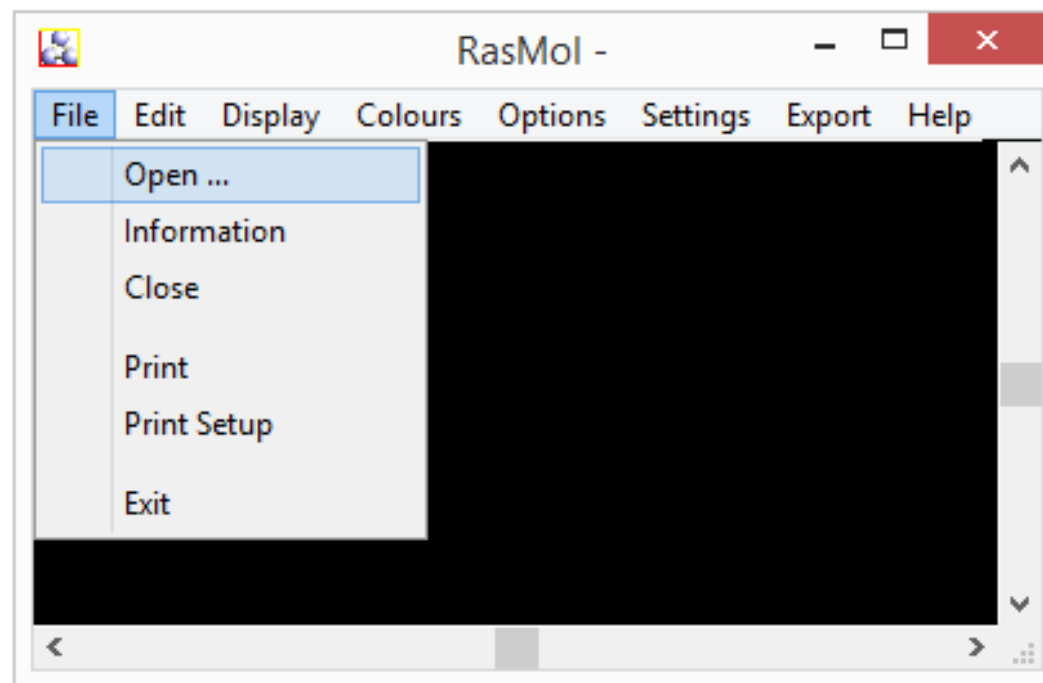 RasMol -
File Edit Display Colours Options Settings Export Help
Open ...
Information
Close
Print
Print Setup
Exit